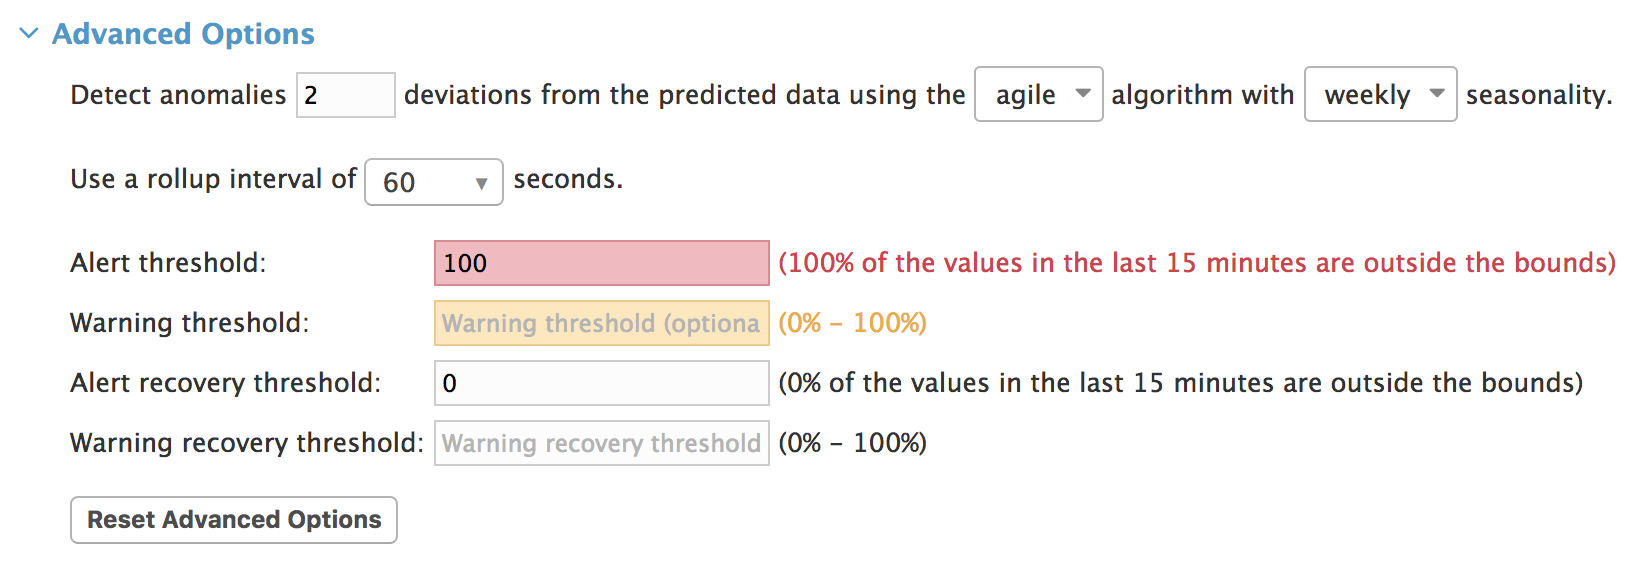 Advanced Options
Detect anomalies 2 deviations from the predicted data using the agile algorithm with weekly seasonality.
Use a rollup interval of 60 seconds.
Alert threshold: 100 (100% of the values in the last 15 minutes are outside the bounds)
Warning threshold: Warning threshold (optiona (0% – 100%)
Alert recovery threshold: 0 (0% of the values in the last 15 minutes are outside the bounds)
Warning recovery threshold: Warning recovery threshold (0% – 100%)
Reset Advanced Options